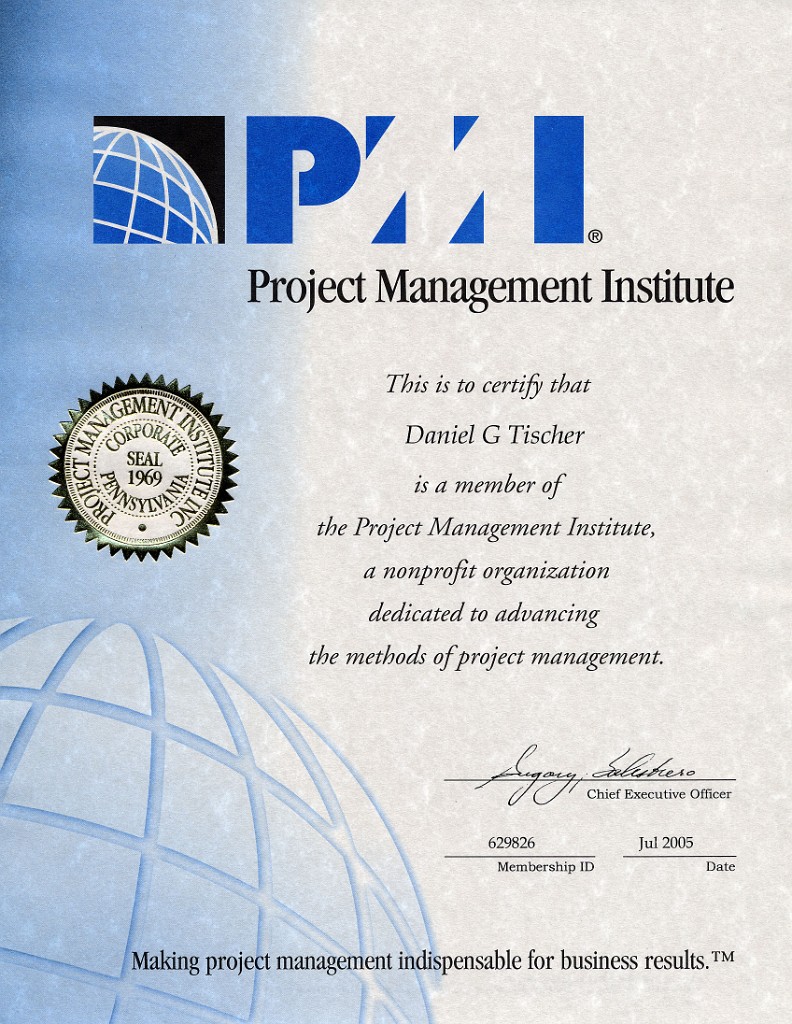 PMI®
Project Management Institute
This is to certify that
Daniel G Tischer
is a member of
the Project Management Institute,
a nonprofit organization
dedicated to advancing
the methods of project management.
PROJECT MANAGEMENT INSTITUTE INC
CORPORATE
SEAL
1969
PENNSYLVANIA
Gregory Balestrero
Chief Executive Officer
629826
Jul 2005
Membership ID
Date
Making project management indispensable for business results.™